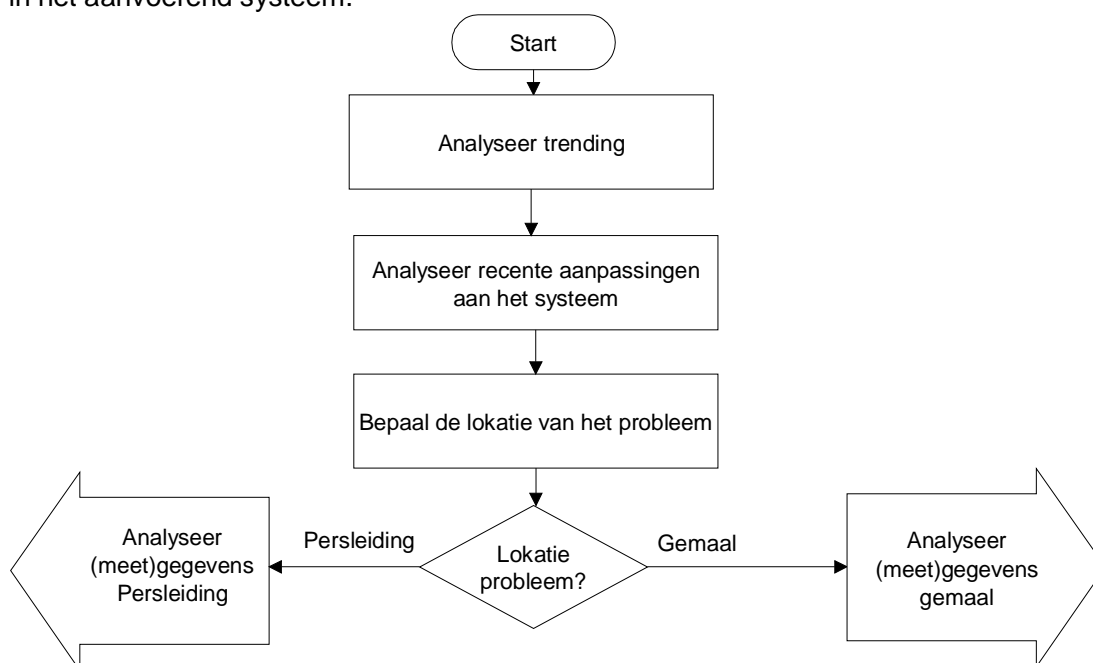 in het aanvoerend systeem.
Start
Analyseer trending
Analyseer recente aanpassingen
aan het systeem
Bepaal de lokatie van het probleem
Persleiding
Gemaal
Lokatie
probleem?
Analyseer
(meet)gegevens
Persleiding
Analyseer
(meet)gegevens
gemaal